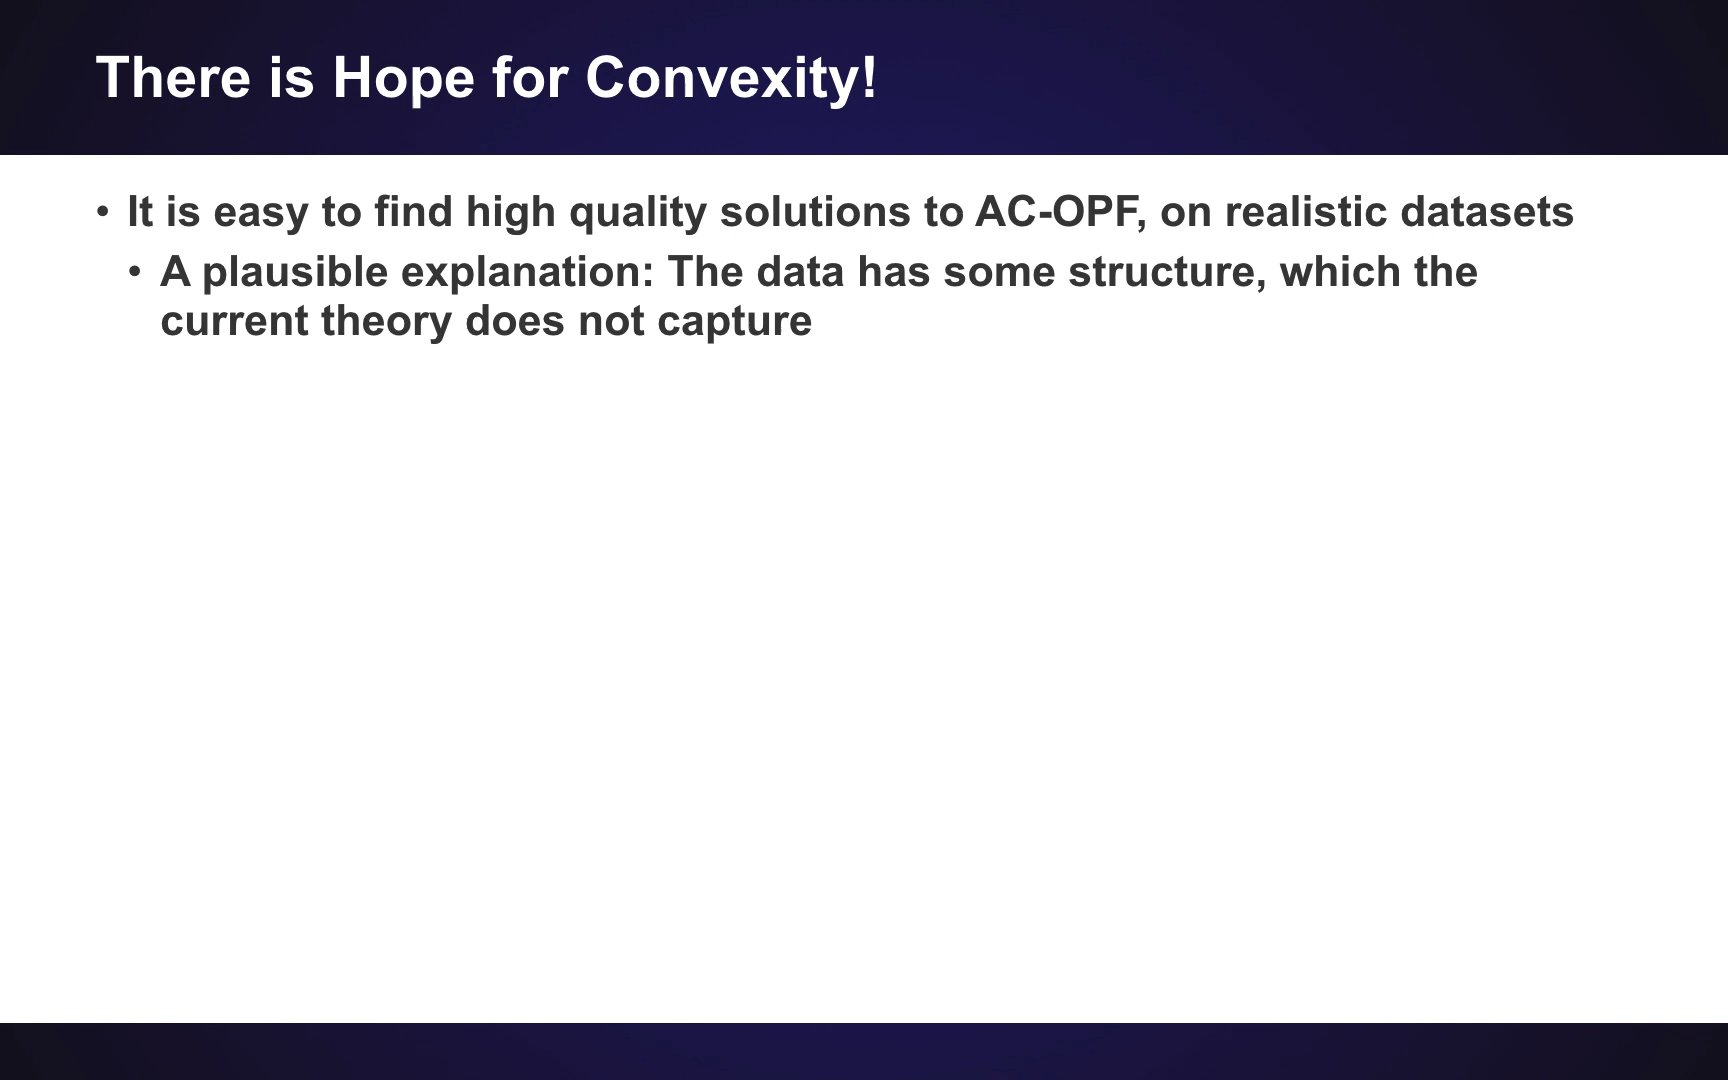 There is Hope for Convexity!
• It is easy to find high quality solutions to AC-OPF, on realistic datasets
• A plausible explanation: The data has some structure, which the
current theory does not capture